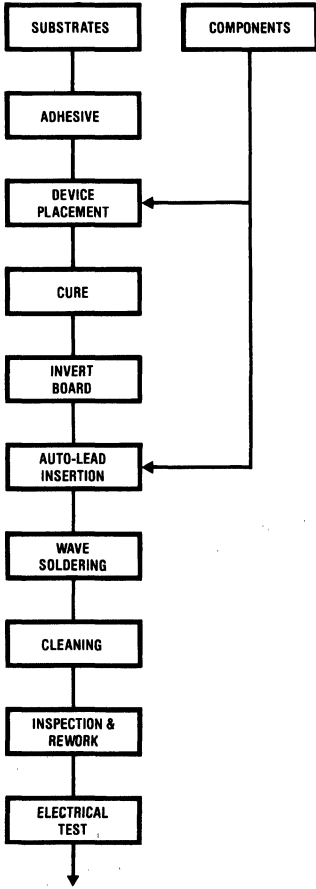 SUBSTRATES
COMPONENTS
ADHESIVE
DEVICE
PLACEMENT
CURE
INVERT
BOARD
AUTO-LEAD
INSERTION
WAVE
SOLDERING
CLEANING
INSPECTION &
REWORK
ELECTRICAL
TEST